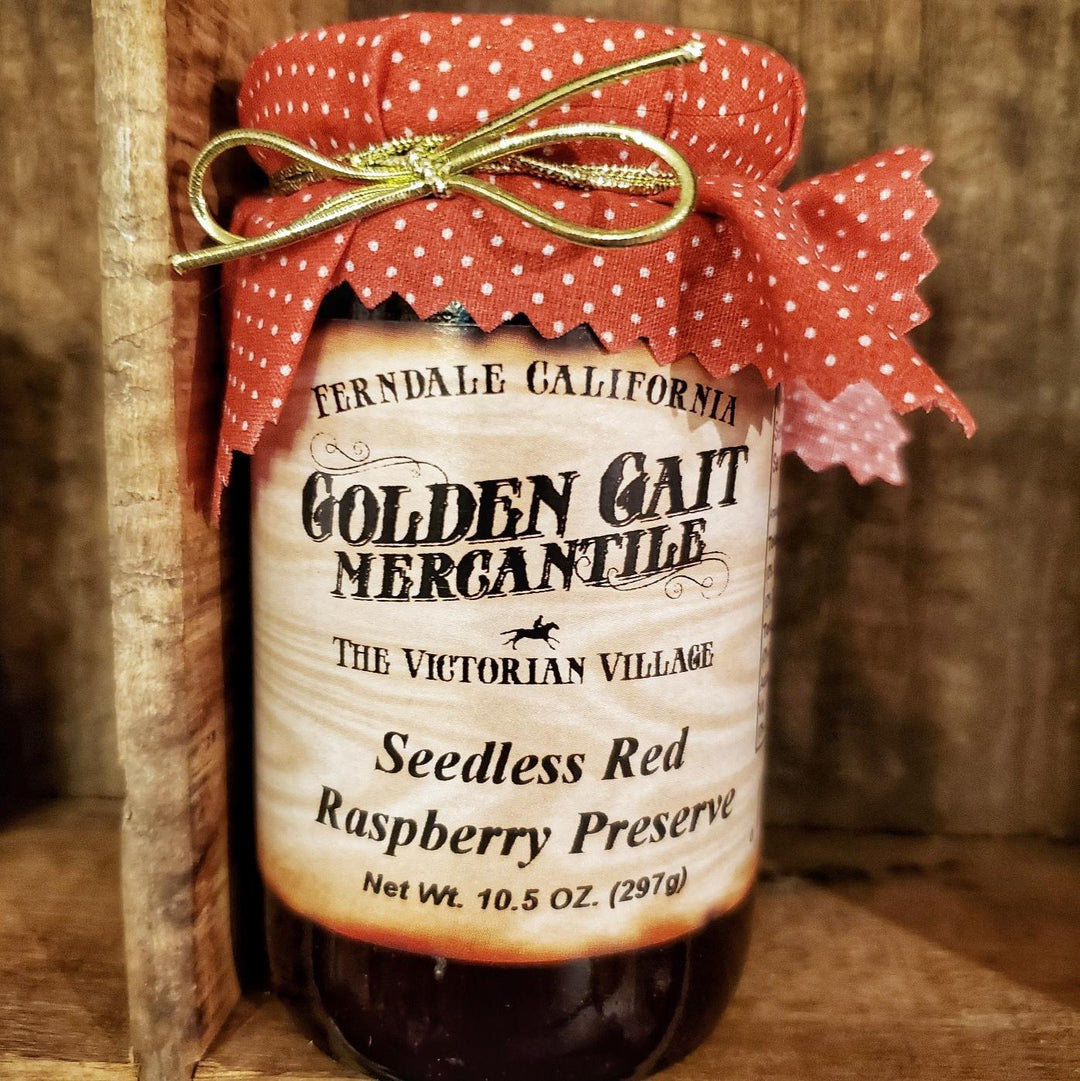 FERNDALE CALIFORNIA
GOLDEN GAIT
MERCANTILE
THE VICTORIAN VILLAGE
Seedless Red
Raspberry Preserve
Net Wt. 10.5 OZ. (297g)